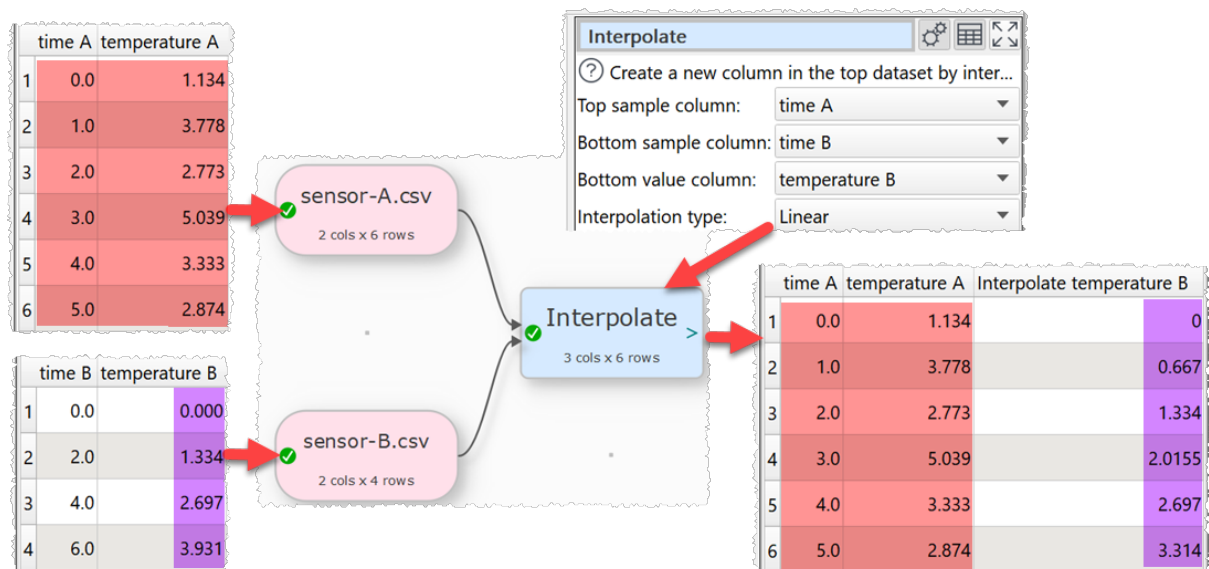 time A temperature A
1 0.0 1.134
2 1.0 3.778
3 2.0 2.773
4 3.0 5.039
5 4.0 3.333
6 5.0 2.874
time B temperature B
1 0.0 0.000
2 2.0 1.334
3 4.0 2.697
4 6.0 3.931
sensor-A.csv
2 cols x 6 rows
sensor-B.csv
2 cols x 4 rows
Interpolate
? Create a new column in the top dataset by inter...
Top sample column: time A
Bottom sample column: time B
Bottom value column: temperature B
Interpolation type: Linear
Interpolate >
3 cols x 6 rows
time A temperature A Interpolate temperature B
1 0.0 1.134 0
2 1.0 3.778 0.667
3 2.0 2.773 1.334
4 3.0 5.039 2.0155
5 4.0 3.333 2.697
6 5.0 2.874 3.314